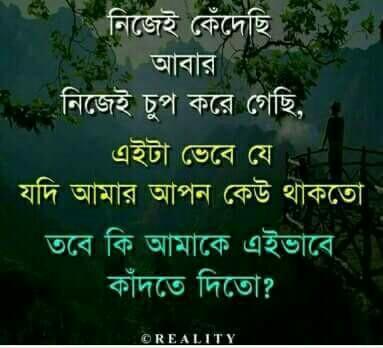 নিজেই কেঁদেছি
আবার
নিজেই চুপ করে গেছি,
এইটা ভেবে যে
যদি আমার আপন কেউ থাকতো
তবে কি আমাকে এইভাবে
কাঁদতে দিতো?
© REALITY